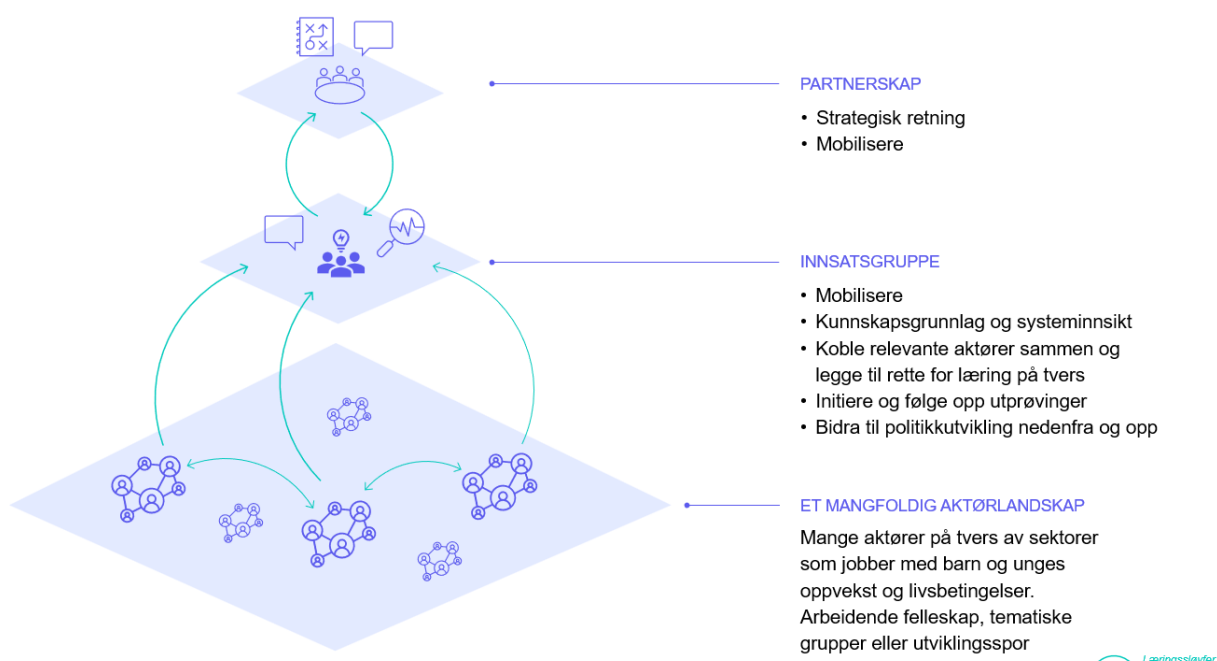 PARTNERSKAP
• Strategisk retning
• Mobilisere
INNSATSGRUPPE
• Mobilisere
• Kunnskapsgrunnlag og systeminnsikt
• Koble relevante aktører sammen og
legge til rette for læring på tvers
• Initiere og følge opp utprøvinger
• Bidra til politikkutvikling nedenfra og opp
ET MANGFOLDIG AKTØRLANDSKAP
Mange aktører på tvers av sektorer
som jobber med barn og unges
oppvekst og livsbetingelser.
Arbeidende felleskap, tematiske
grupper eller utviklingsspor
Læringssløyfer